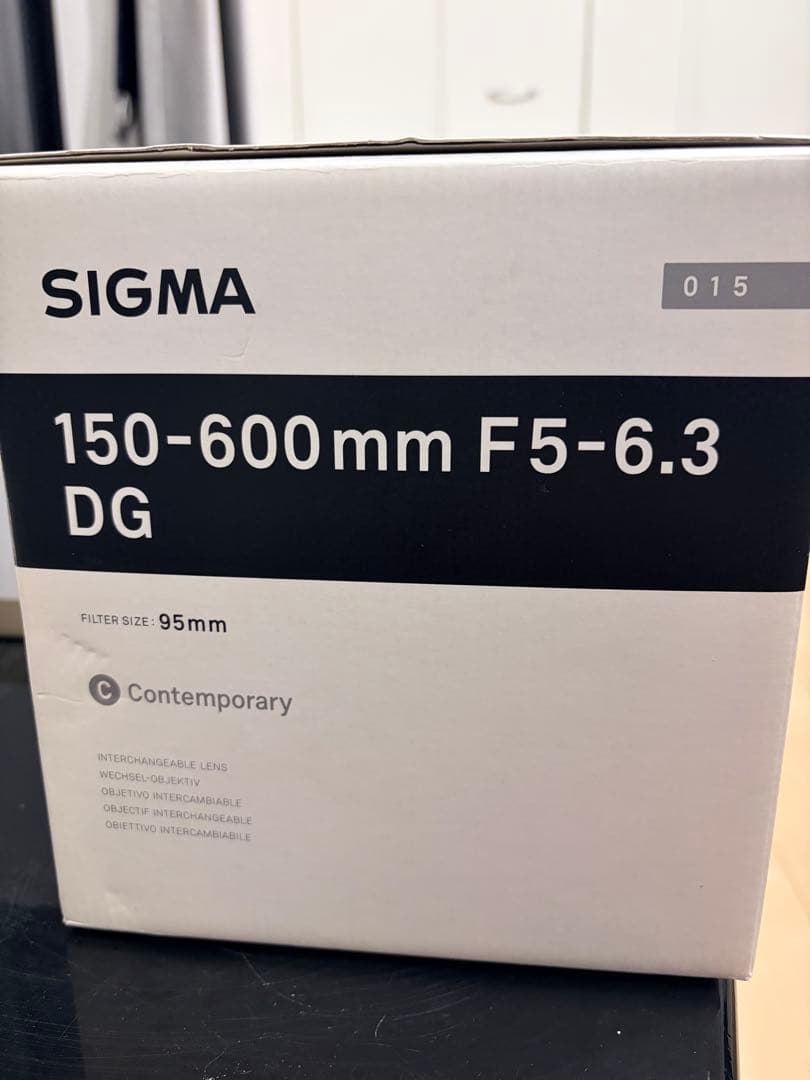 SIGMA
015
150-600mm F5-6.3
DG
FILTER SIZE: 95mm
C Contemporary
INTERCHANGEABLE LENS
WECHSEL-OBJEKTIV
OBJETIVO INTERCAMBIABLE
OBJECTIF INTERCHANGEABLE
OBIETTIVO INTERCAMBIABILE